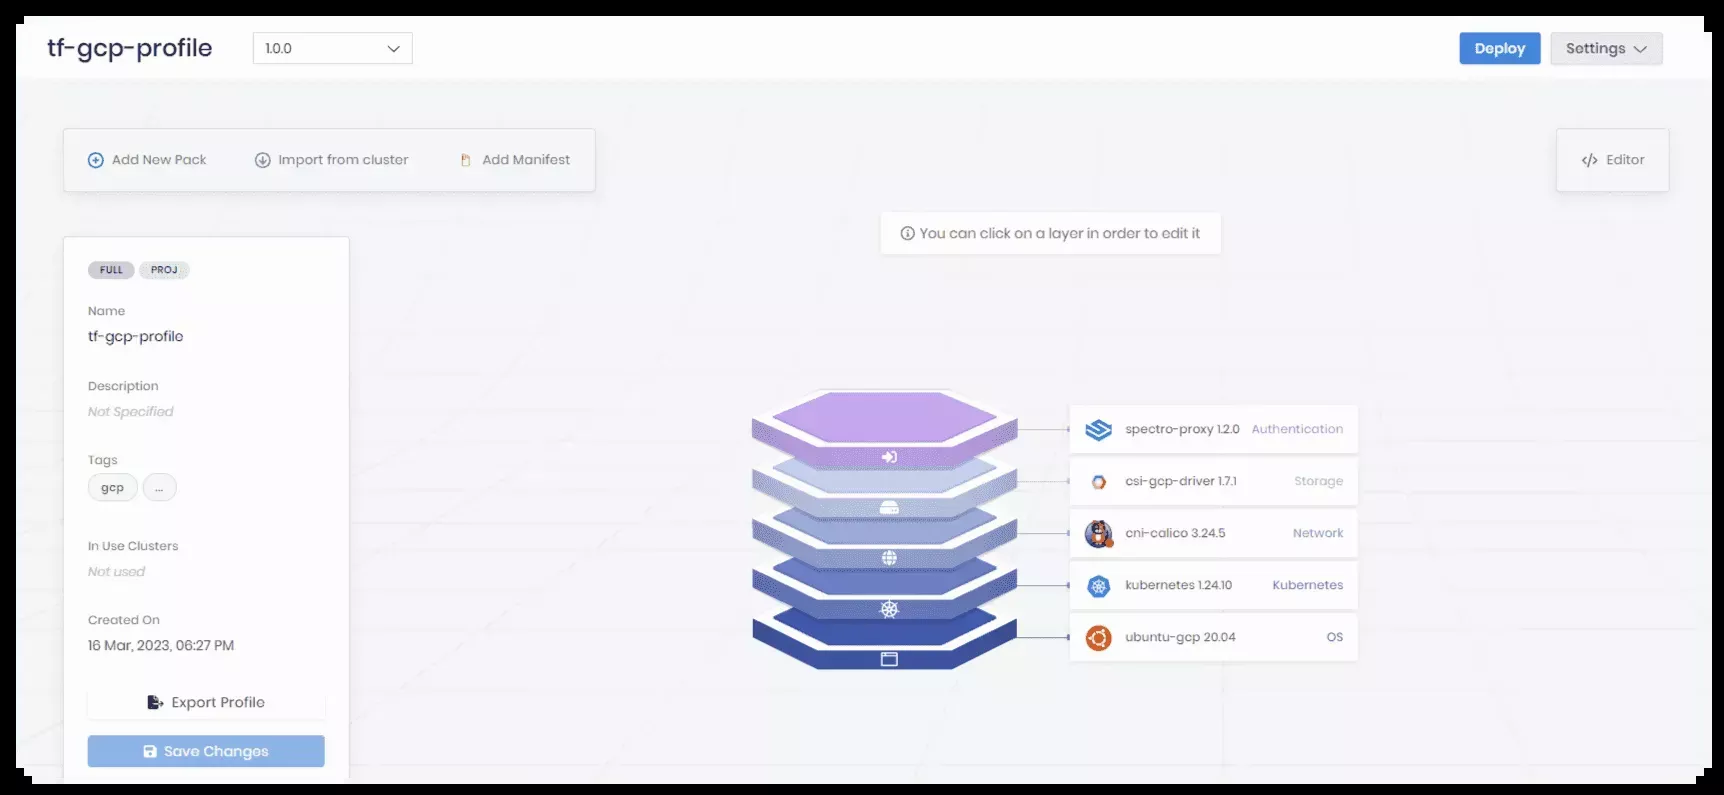 tf-gcp-profile
1.0.0
Deploy
Settings
Add New Pack
Import from cluster
Add Manifest
</> Editor
You can click on a layer in order to edit it
FULL
PROJ
Name
tf-gcp-profile
Description
Not Specified
Tags
gcp
...
In Use Clusters
Not used
Created On
16 Mar, 2023, 06:27 PM
Export Profile
Save Changes
spectro-proxy 1.2.0 Authentication
csi-gcp-driver 1.7.1 Storage
cni-calico 3.24.5 Network
kubernetes 1.24.10 Kubernetes
ubuntu-gcp 20.04 OS